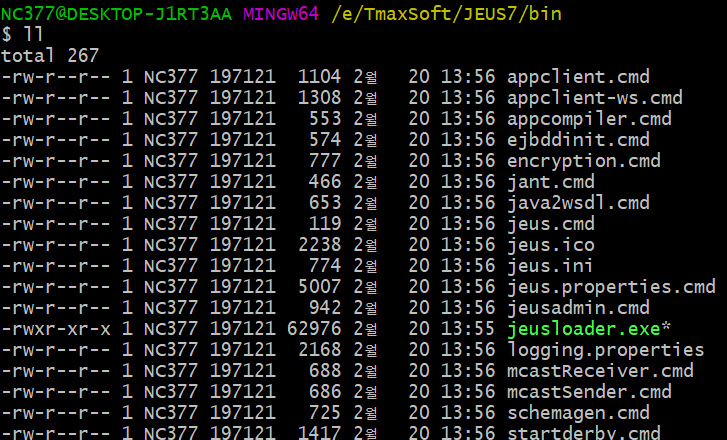 NC377@DESKTOP-J1RT3AA MINGW64 /e/TmaxSoft/JEUS7/bin
$ ll
total 267
-rw-r--r-- 1 NC377 197121  1104 2월   20 13:56 appclient.cmd
-rw-r--r-- 1 NC377 197121  1308 2월   20 13:56 appclient-ws.cmd
-rw-r--r-- 1 NC377 197121   553 2월   20 13:56 appcompiler.cmd
-rw-r--r-- 1 NC377 197121   574 2월   20 13:56 ejbddinit.cmd
-rw-r--r-- 1 NC377 197121   777 2월   20 13:56 encryption.cmd
-rw-r--r-- 1 NC377 197121   466 2월   20 13:56 jant.cmd
-rw-r--r-- 1 NC377 197121   653 2월   20 13:56 java2wsdl.cmd
-rw-r--r-- 1 NC377 197121   119 2월   20 13:56 jeus.cmd
-rw-r--r-- 1 NC377 197121  2238 2월   20 13:56 jeus.ico
-rw-r--r-- 1 NC377 197121   774 2월   20 13:56 jeus.ini
-rw-r--r-- 1 NC377 197121  5007 2월   20 13:56 jeus.properties.cmd
-rw-r--r-- 1 NC377 197121   942 2월   20 13:56 jeusadmin.cmd
-rwxr-xr-x 1 NC377 197121 62976 2월   20 13:55 jeusloader.exe*
-rw-r--r-- 1 NC377 197121  2168 2월   20 13:56 logging.properties
-rw-r--r-- 1 NC377 197121   688 2월   20 13:56 mcastReceiver.cmd
-rw-r--r-- 1 NC377 197121   686 2월   20 13:56 mcastSender.cmd
-rw-r--r-- 1 NC377 197121   725 2월   20 13:56 schemagen.cmd
-rw-r--r-- 1 NC377 197121  1417 2월   20 13:56 startderby.cmd